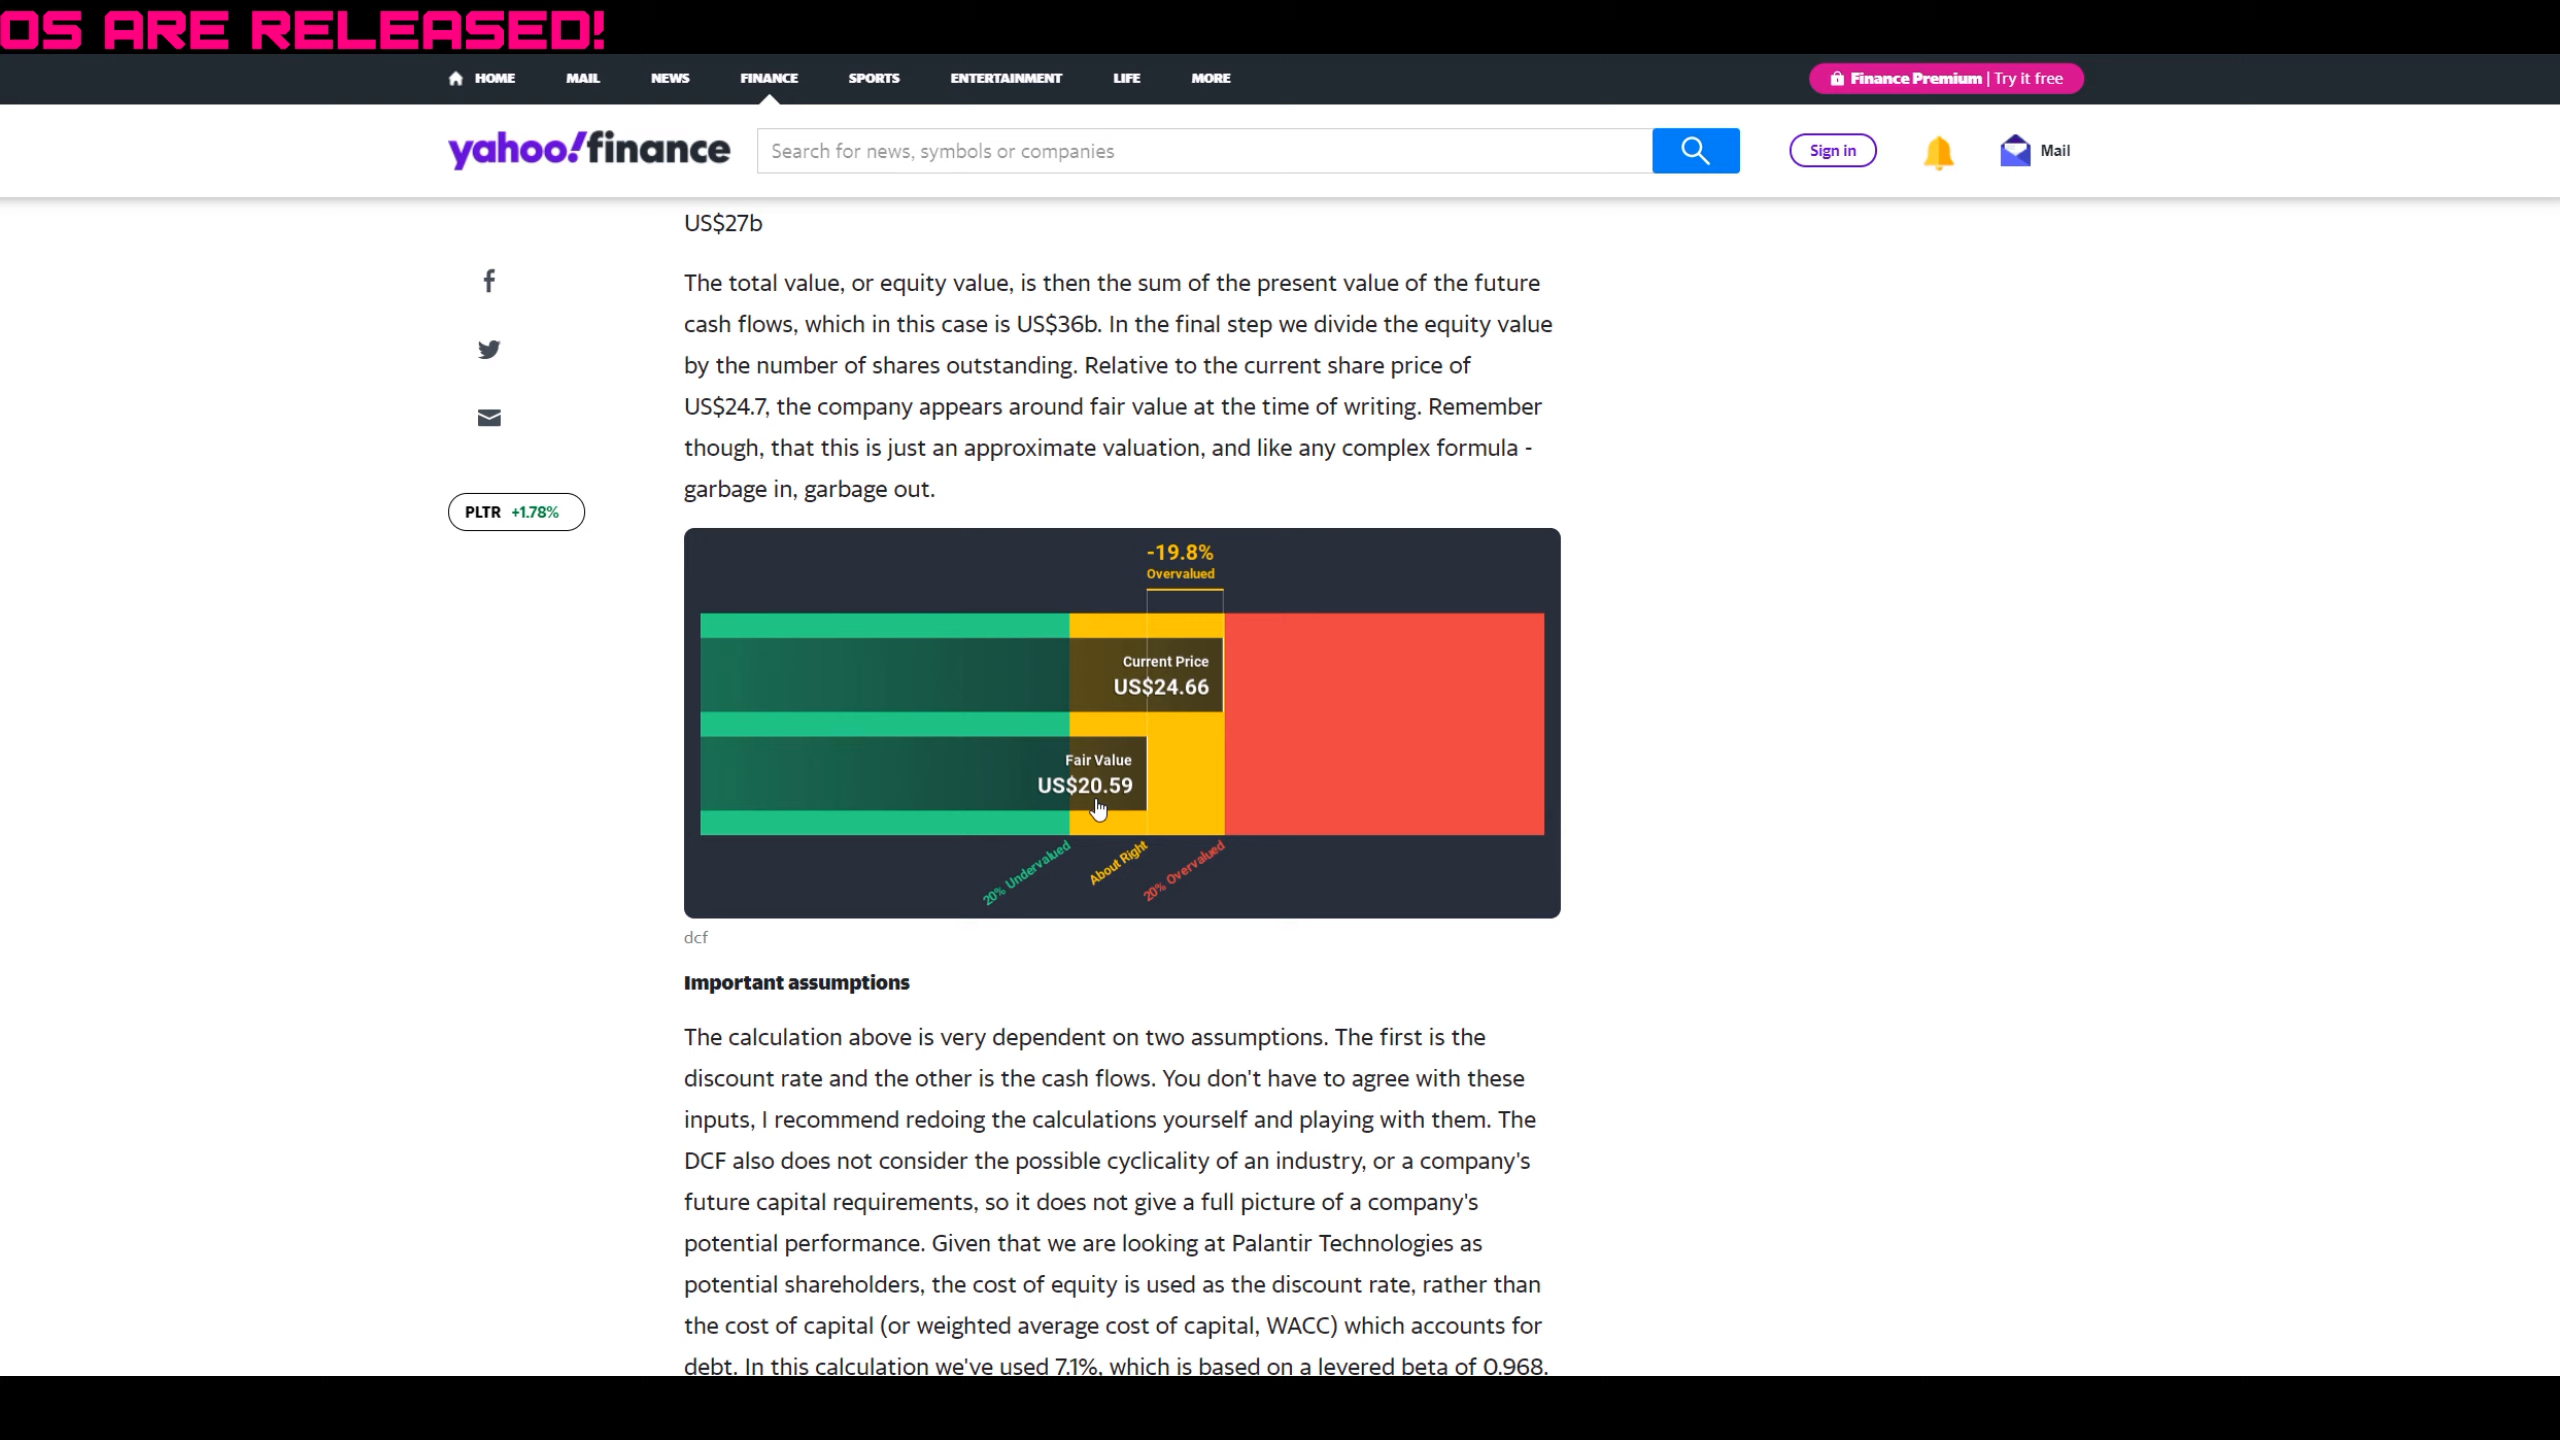 OS ARE RELEASED!
HOME MAIL NEWS FINANCE SPORTS ENTERTAINMENT LIFE MORE Finance Premium | Try it free
yahoo!finance Search for news, symbols or companies Sign in Mail
US$27b
The total value, or equity value, is then the sum of the present value of the future
cash flows, which in this case is US$36b. In the final step we divide the equity value
by the number of shares outstanding. Relative to the current share price of
US$24.7, the company appears around fair value at the time of writing. Remember
though, that this is just an approximate valuation, and like any complex formula -
garbage in, garbage out.
PLTR +1.78%
-19.8%
Overvalued
Current Price
US$24.66
Fair Value
US$20.59
20% Undervalued
About Right
20% Overvalued
dcf
Important assumptions
The calculation above is very dependent on two assumptions. The first is the
discount rate and the other is the cash flows. You don't have to agree with these
inputs, I recommend redoing the calculations yourself and playing with them. The
DCF also does not consider the possible cyclicality of an industry, or a company's
future capital requirements, so it does not give a full picture of a company's
potential performance. Given that we are looking at Palantir Technologies as
potential shareholders, the cost of equity is used as the discount rate, rather than
the cost of capital (or weighted average cost of capital, WACC) which accounts for
debt. In this calculation we've used 7.1%, which is based on a levered beta of 0.968.